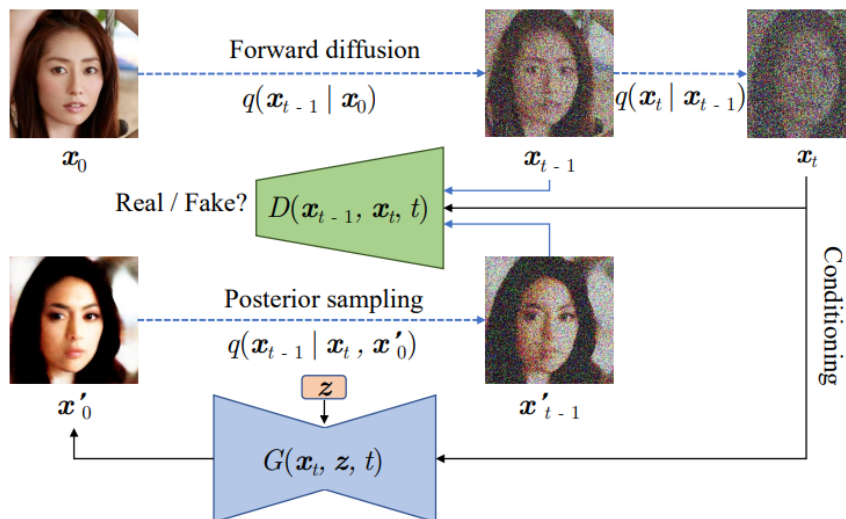 Forward diffusion
q(x_{t - 1} | x_0)
q(x_t | x_{t - 1})
x_0
x_{t - 1}
x_t
Real / Fake?
D(x_{t - 1}, x_t, t)
Conditioning
Posterior sampling
q(x_{t - 1} | x_t , x'_0)
x'_0
z
x'_{t - 1}
G(x_t, z, t)